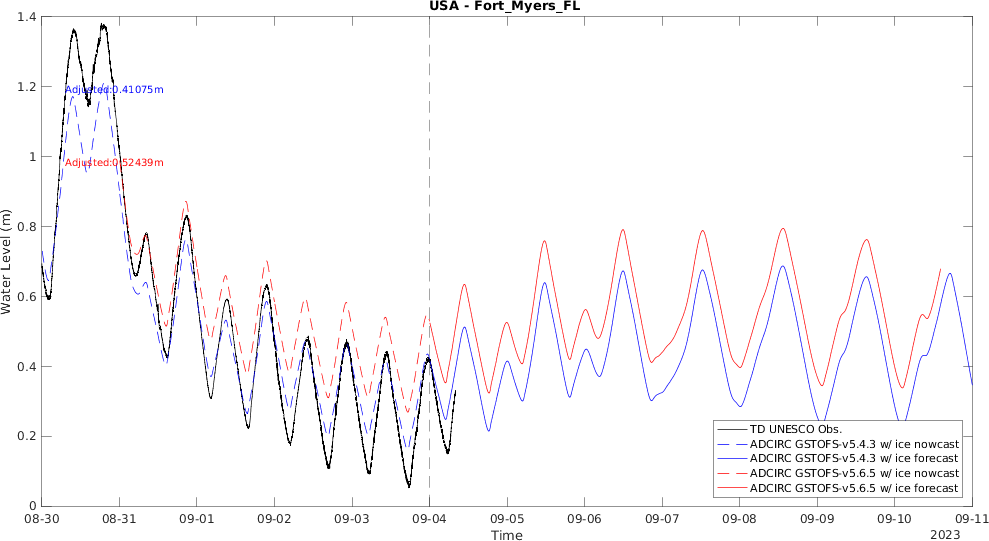 USA - Fort_Myers_FL
1.4
1.2
1
0.8
0.6
0.4
0.2
0
Water Level (m)
Adjusted:0.41075m
Adjusted:0.52439m
TD UNESCO Obs.
ADCIRC GSTOFS-v5.4.3 w/ ice nowcast
ADCIRC GSTOFS-v5.4.3 w/ ice forecast
ADCIRC GSTOFS-v5.6.5 w/ ice nowcast
ADCIRC GSTOFS-v5.6.5 w/ ice forecast
08-30 08-31 09-01 09-02 09-03 09-04 09-05 09-06 09-07 09-08 09-09 09-10 09-11
Time
2023